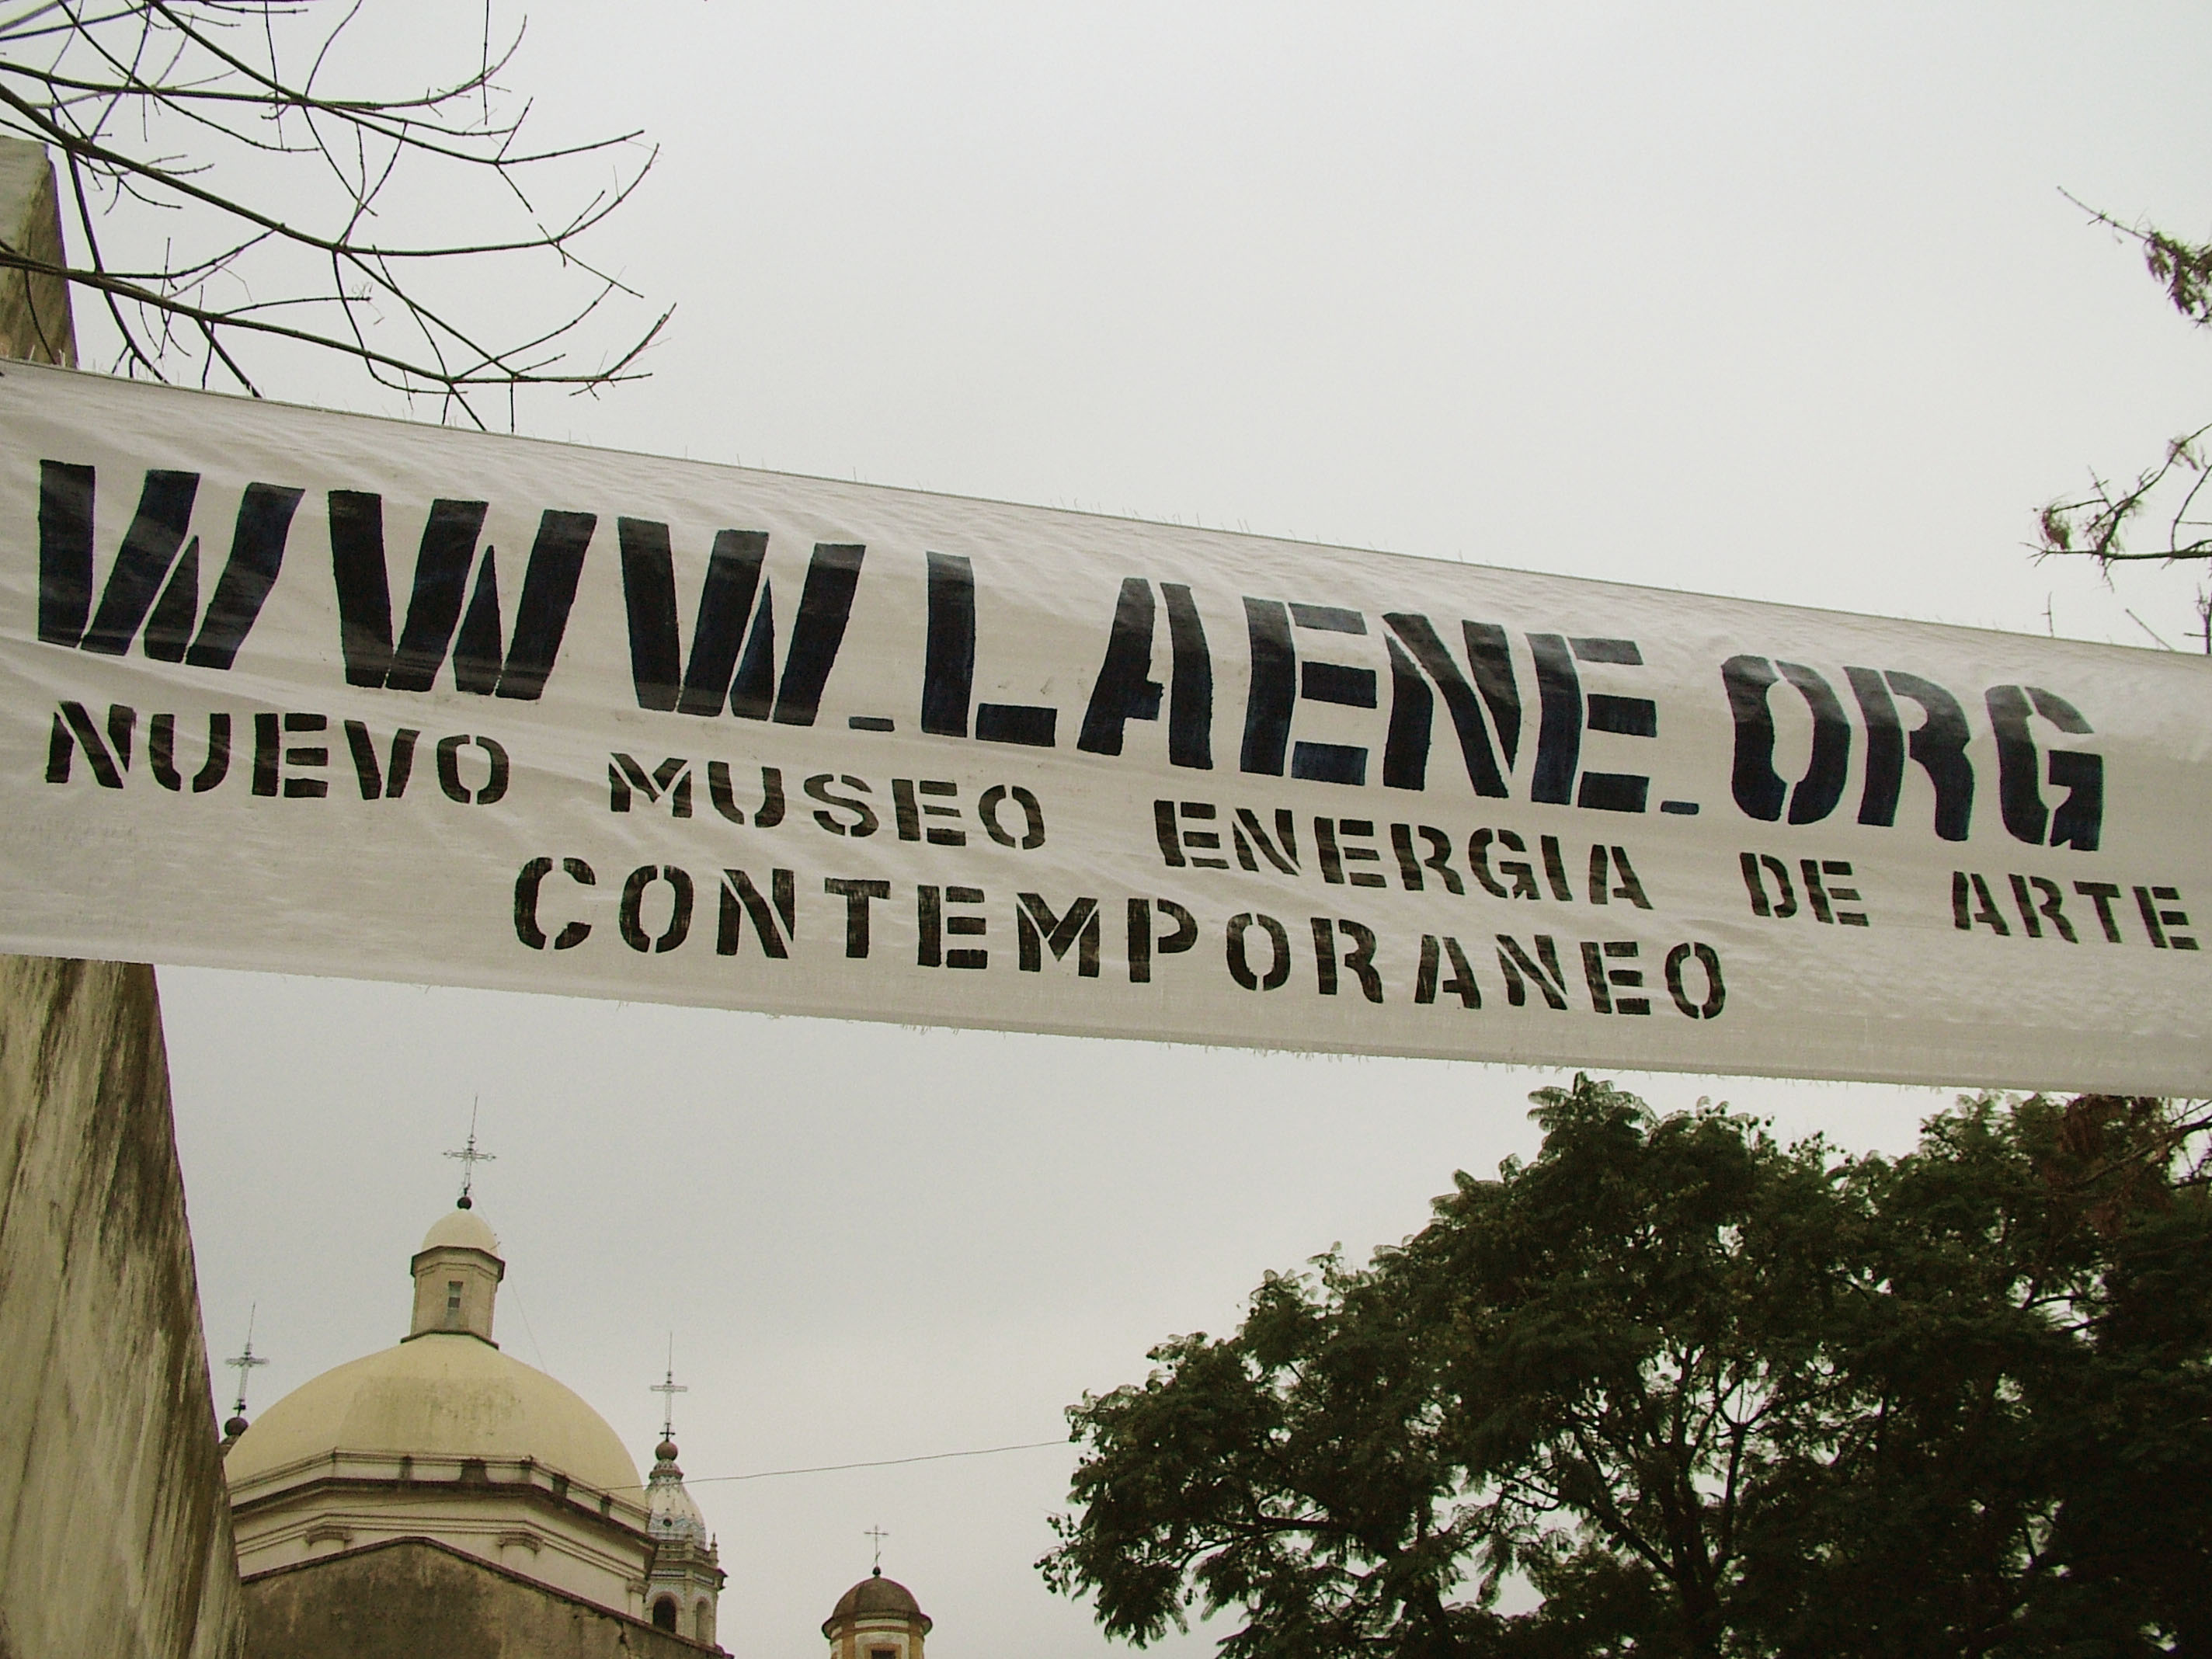 WWW.LAENE.ORG
NUEVO MUSEO ENERGIA DE ARTE
CONTEMPORANEO